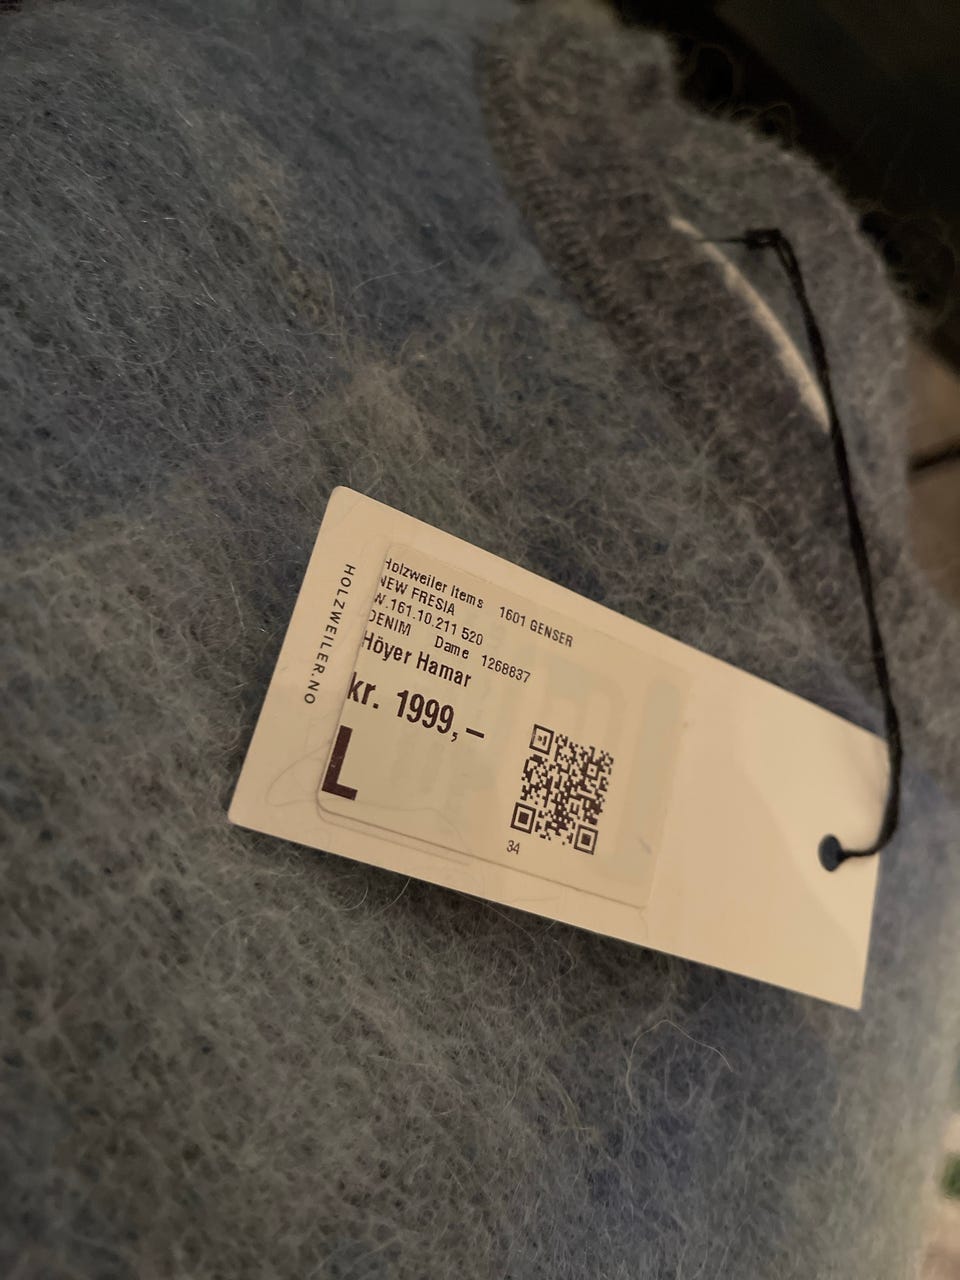 HOLZWEILER.NO
Holzweiler Items 1601 GENSER
NEW FRESIA
W.161.10.211 520
DENIM Dame 1268837
Höyer Hamar
kr. 1999,–
L
34